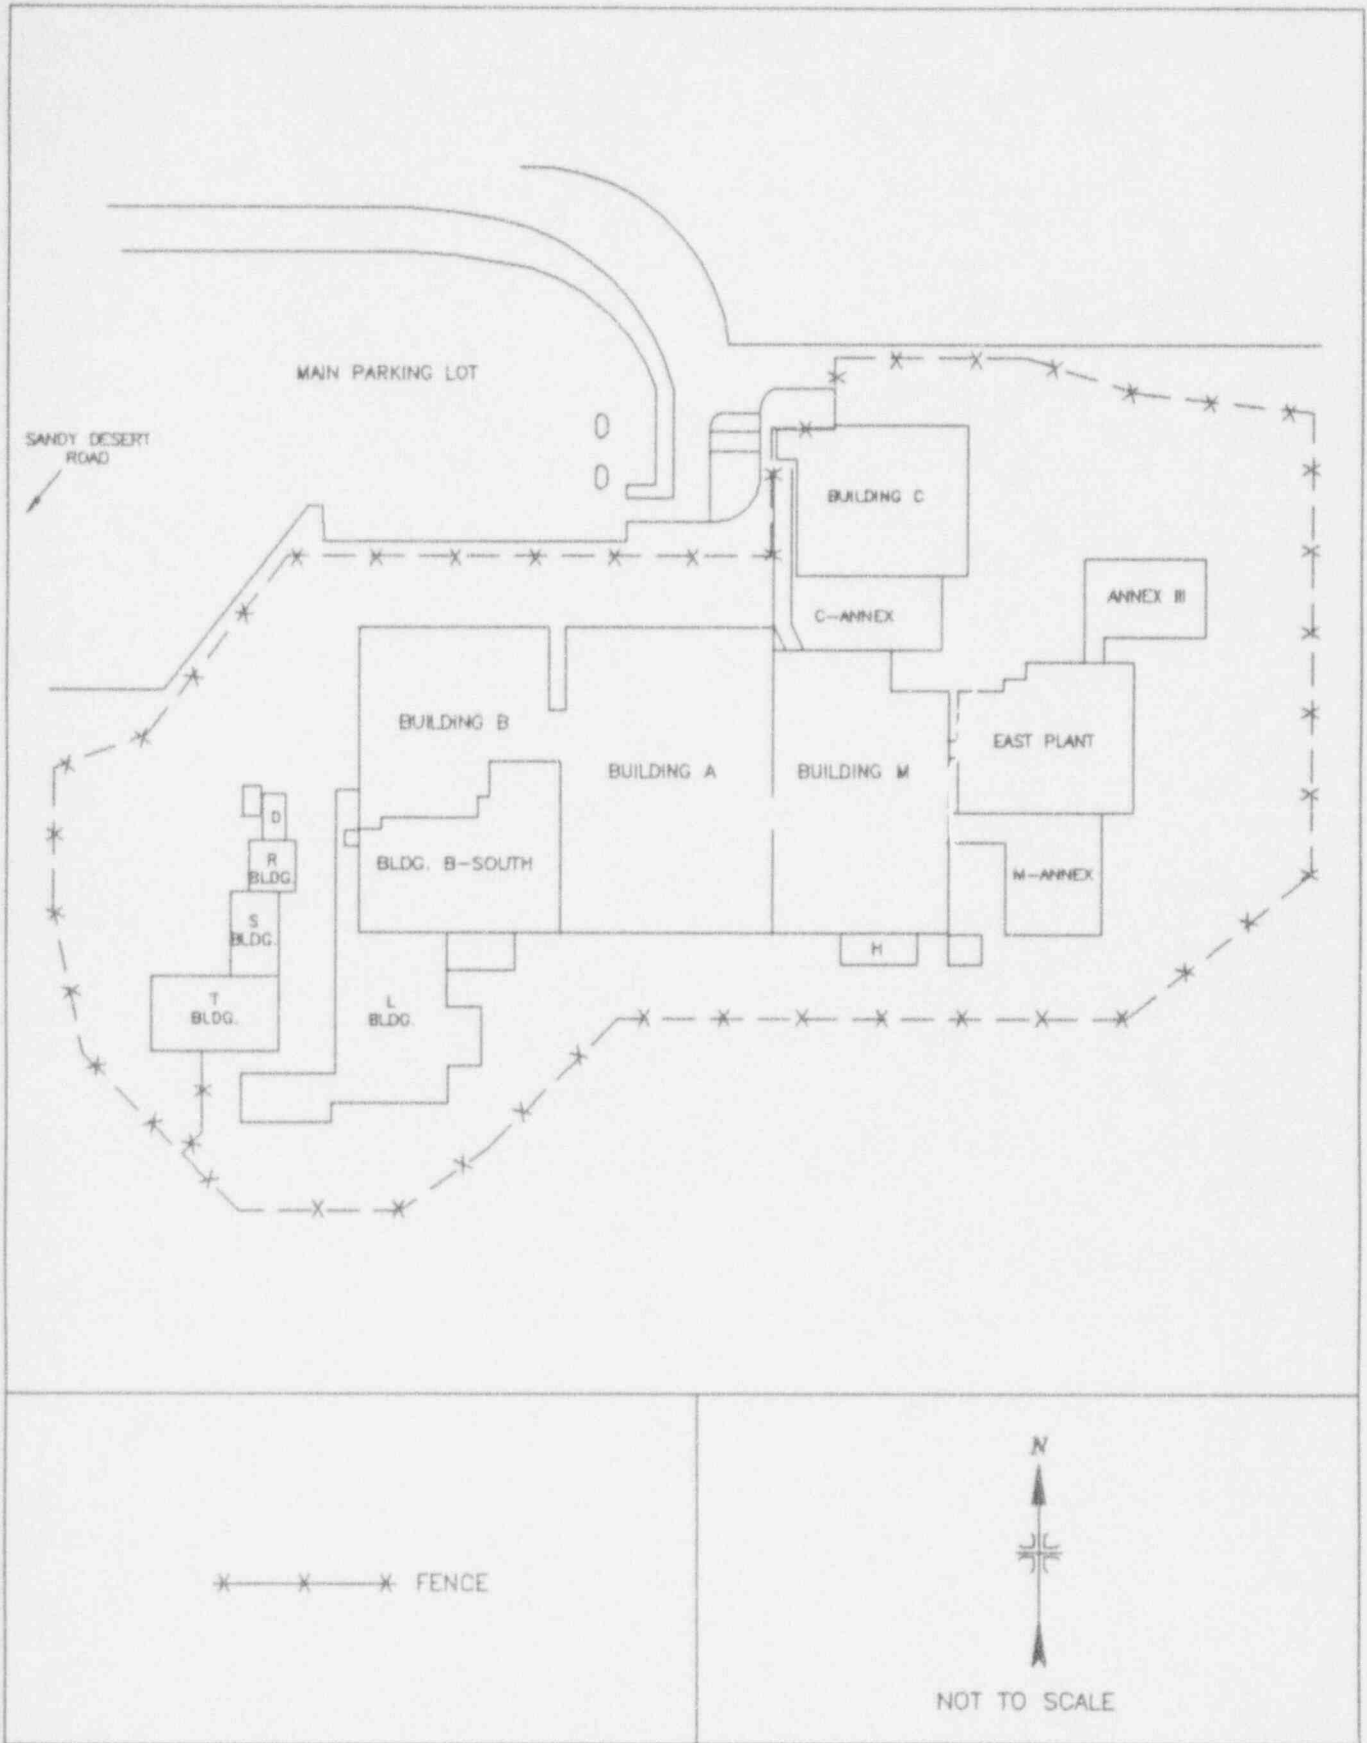 MAIN PARKING LOT
SANDY DESERT
ROAD
BUILDING C
ANNEX III
C-ANNEX
BUILDING B
EAST PLANT
BUILDING A
BUILDING M
D
R
BLDG.
BLDG. B-SOUTH
M-ANNEX
S
BLDG.
H
T
BLDG.
L
BLDG.
FENCE
N
NOT TO SCALE